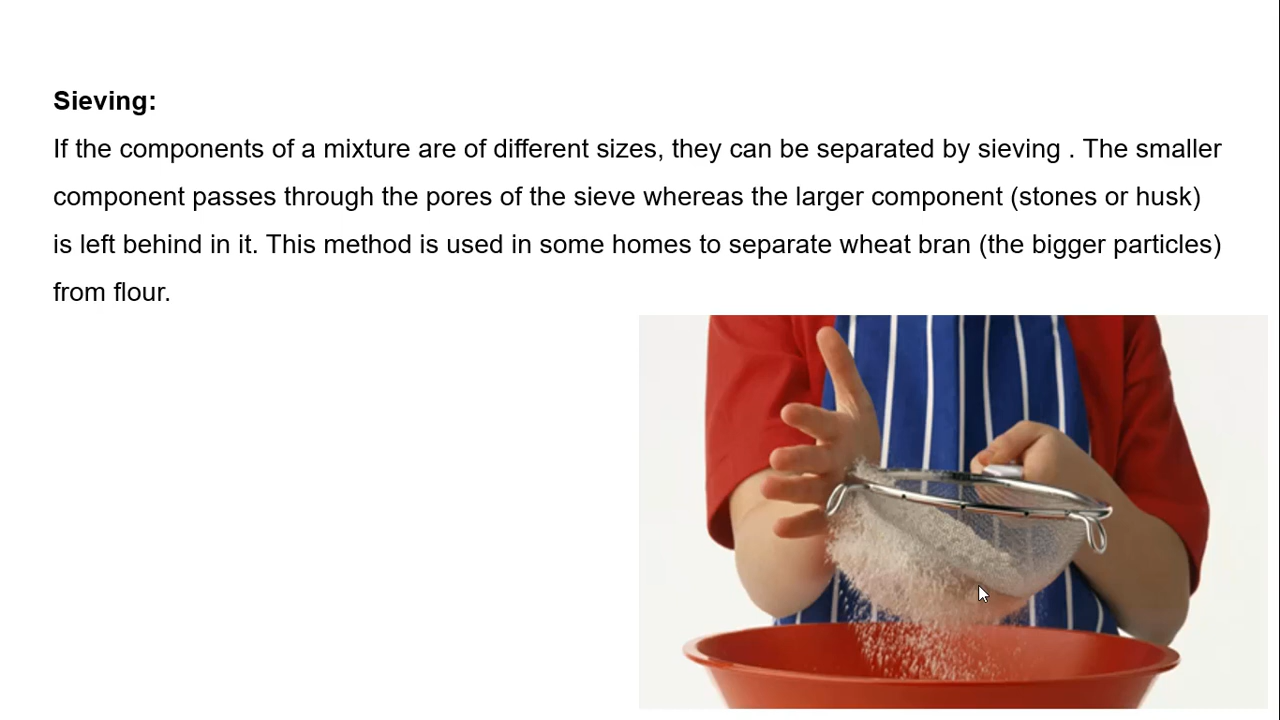 Sieving:
If the components of a mixture are of different sizes, they can be separated by sieving . The smaller
component passes through the pores of the sieve whereas the larger component (stones or husk)
is left behind in it. This method is used in some homes to separate wheat bran (the bigger particles)
from flour.